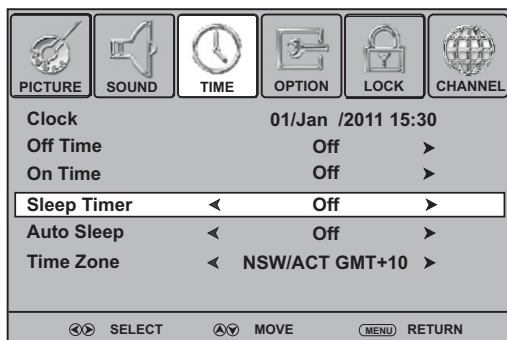 PICTURE SOUND TIME OPTION LOCK CHANNEL
Clock 01/Jan /2011 15:30
Off Time Off
On Time Off
Sleep Timer Off
Auto Sleep Off
Time Zone NSW/ACT GMT+10
SELECT MOVE MENU RETURN